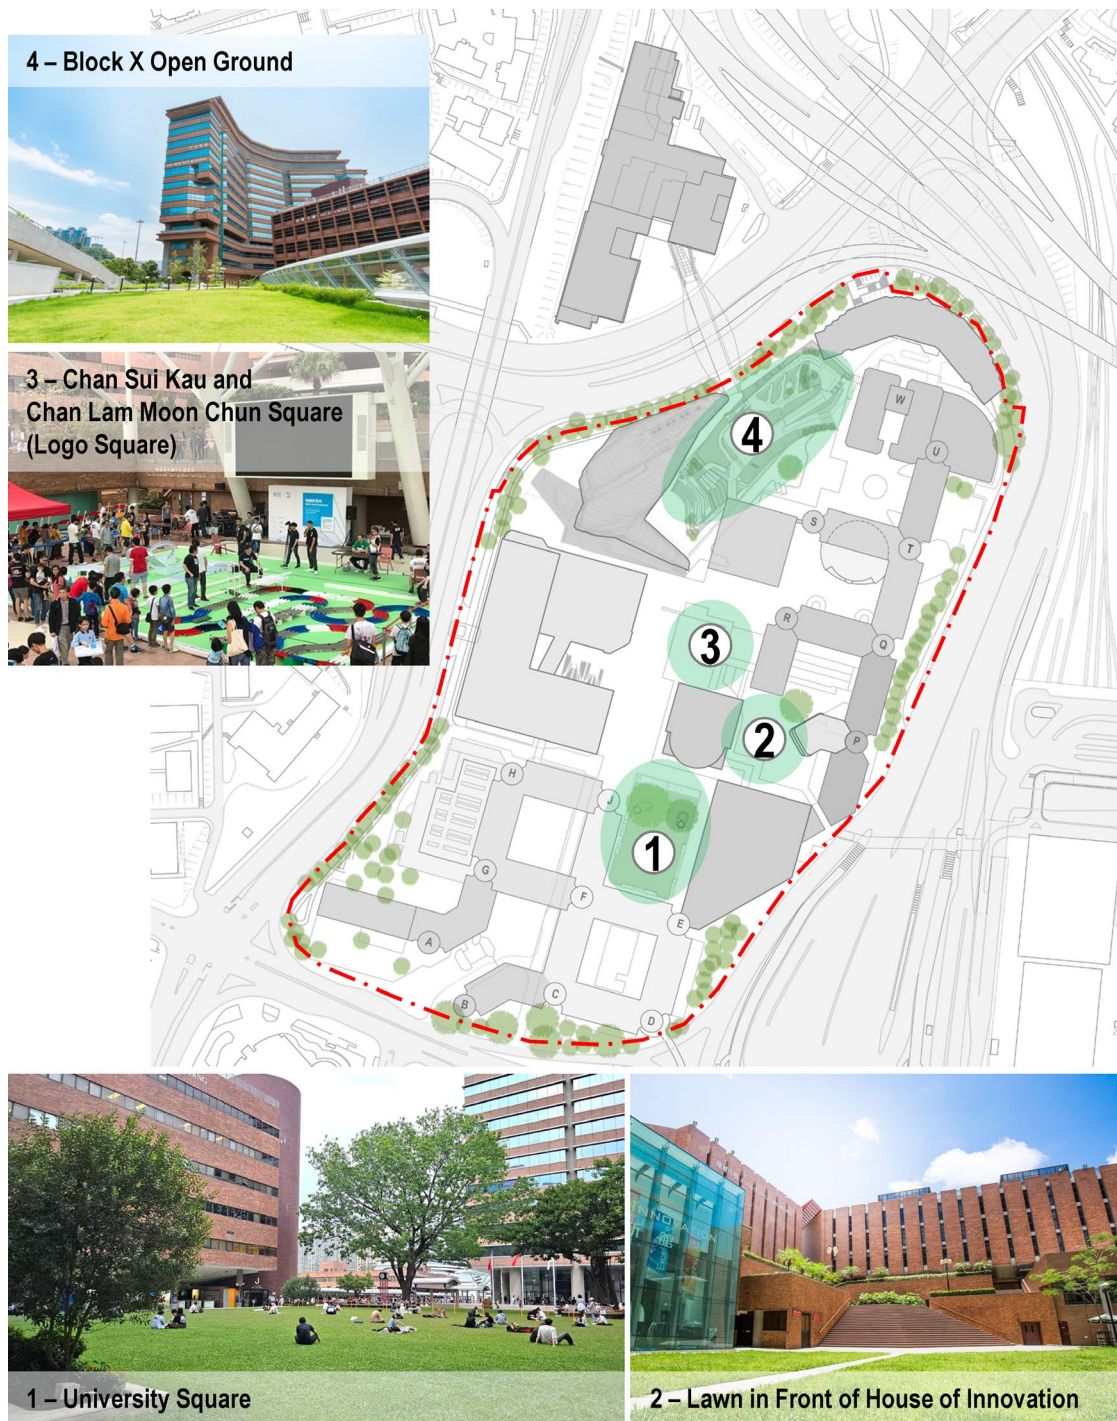 4 – Block X Open Ground
3 – Chan Sui Kau and
Chan Lam Moon Chun Square
(Logo Square)
4
W
U
S
T
3
R
Q
2
P
H
J
1
G
F
E
A
C
B
D
J
1 – University Square
2 – Lawn in Front of House of Innovation